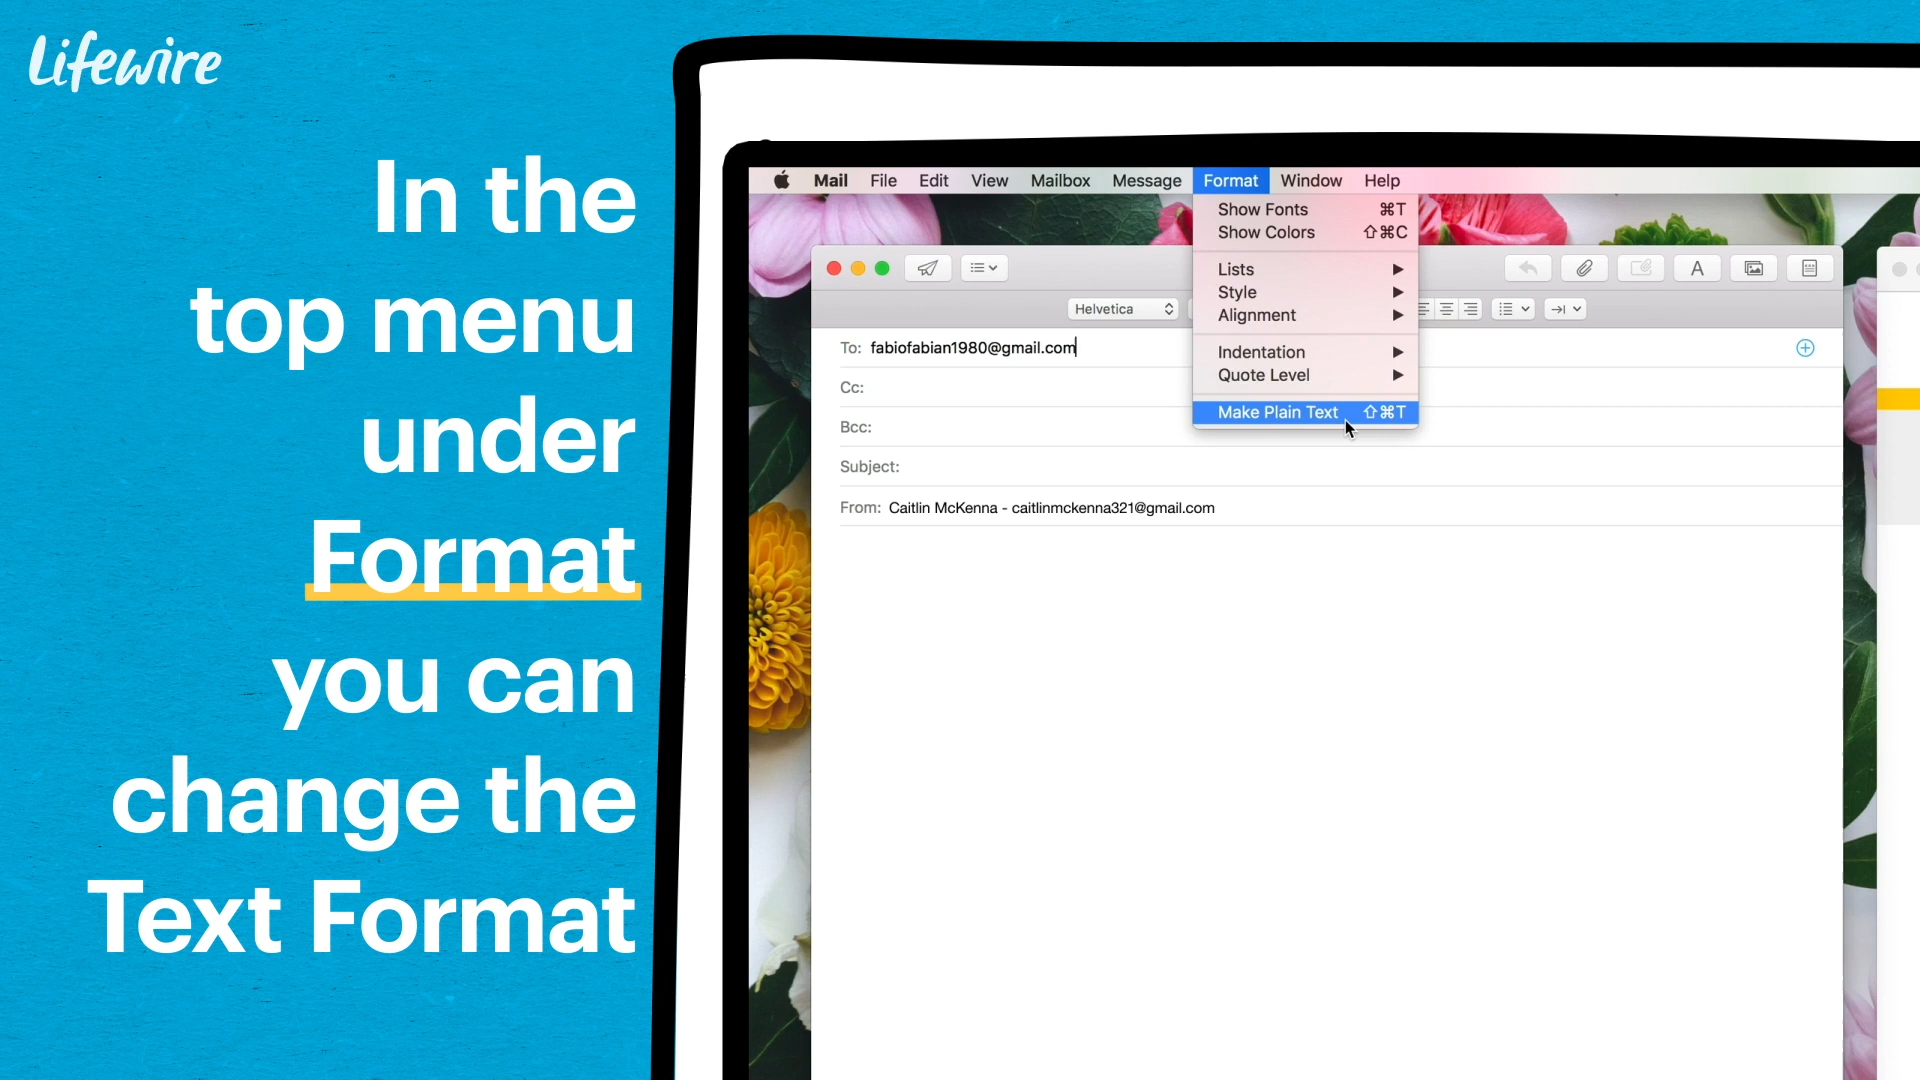 Lifewire
In the
top menu
under
Format
you can
change the
Text Format
Mail File Edit View Mailbox Message Format Window Help
Show Fonts ⌘T
Show Colors ⇧⌘C
Lists
Style
Alignment
Indentation
Quote Level
Make Plain Text ⇧⌘T
Helvetica
To: fabiofabian1980@gmail.com
Cc:
Bcc:
Subject:
From: Caitlin McKenna - caitlinmckenna321@gmail.com